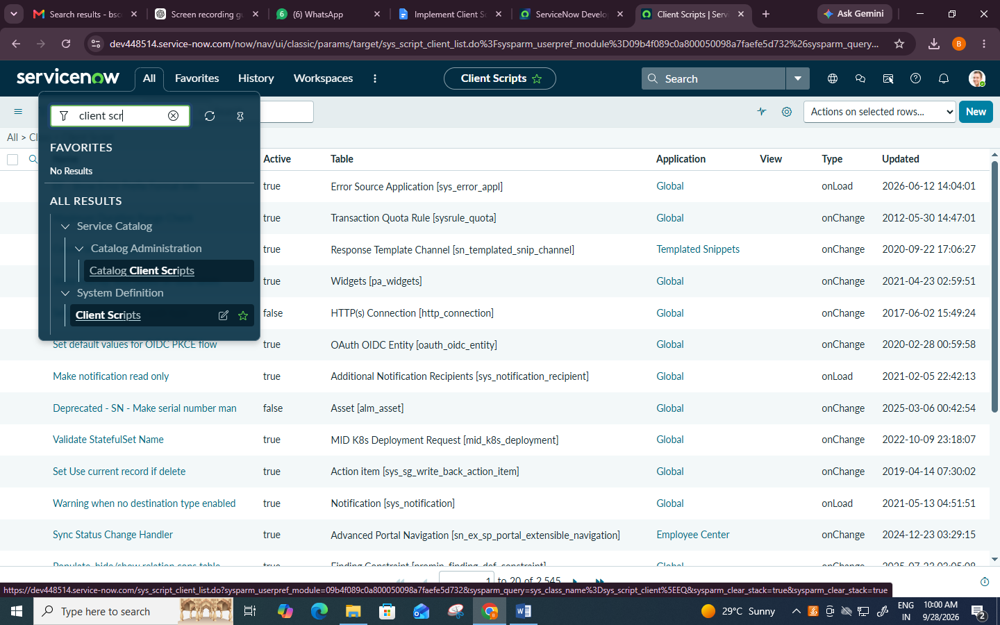 Search results - bsc
Screen recording gu
(6) WhatsApp
Implement Client Sc
ServiceNow Develo
Client Scripts | Serv
Ask Gemini
dev448514.service-now.com/now/nav/ui/classic/params/target/sys_script_client_list.do%3Fsysparm_userpref_module%3D09b4f089c0a800050098a7faefe5d732%26sysparm_query...
B
servicenow
All
Favorites
History
Workspaces
Client Scripts
Search
client scr
Actions on selected rows...
New
All > Cl
FAVORITES
No Results
ALL RESULTS
Service Catalog
Catalog Administration
Catalog Client Scripts
System Definition
Client Scripts
Active Table Application View Type Updated
true Error Source Application [sys_error_appl] Global onLoad 2026-06-12 14:04:01
true Transaction Quota Rule [sysrule_quota] Global onChange 2012-05-30 14:47:01
true Response Template Channel [sn_templated_snip_channel] Templated Snippets onChange 2020-09-22 17:06:27
true Widgets [pa_widgets] Global onChange 2021-04-23 02:59:51
false HTTP(s) Connection [http_connection] Global onChange 2017-06-02 15:49:24
Set default values for OIDC PKCE flow true OAuth OIDC Entity [oauth_oidc_entity] Global onChange 2020-02-28 00:59:58
Make notification read only true Additional Notification Recipients [sys_notification_recipient] Global onLoad 2021-02-05 22:42:13
Deprecated - SN - Make serial number man false Asset [alm_asset] Global onChange 2025-03-06 00:42:54
Validate StatefulSet Name true MID K8s Deployment Request [mid_k8s_deployment] Global onChange 2022-10-09 23:18:07
Set Use current record if delete true Action item [sys_sg_write_back_action_item] Global onChange 2019-04-14 07:30:02
Warning when no destination type enabled true Notification [sys_notification] Global onLoad 2021-05-13 04:51:51
Sync Status Change Handler true Advanced Portal Navigation [sn_ex_sp_portal_extensible_navigation] Employee Center onChange 2024-12-23 03:29:15
1 to 20 of 2,545
https://dev448514.service-now.com/sys_script_client_list.do?sysparm_userpref_module=09b4f089c0a800050098a7faefe5d732&sysparm_query=sys_class_name%3Dsys_script_client%5EEQ&sysparm_clear_stack=true&sysparm_clear_stack=true
Type here to search
29°C Sunny
ENG
IN
10:00 AM
9/28/2026
2